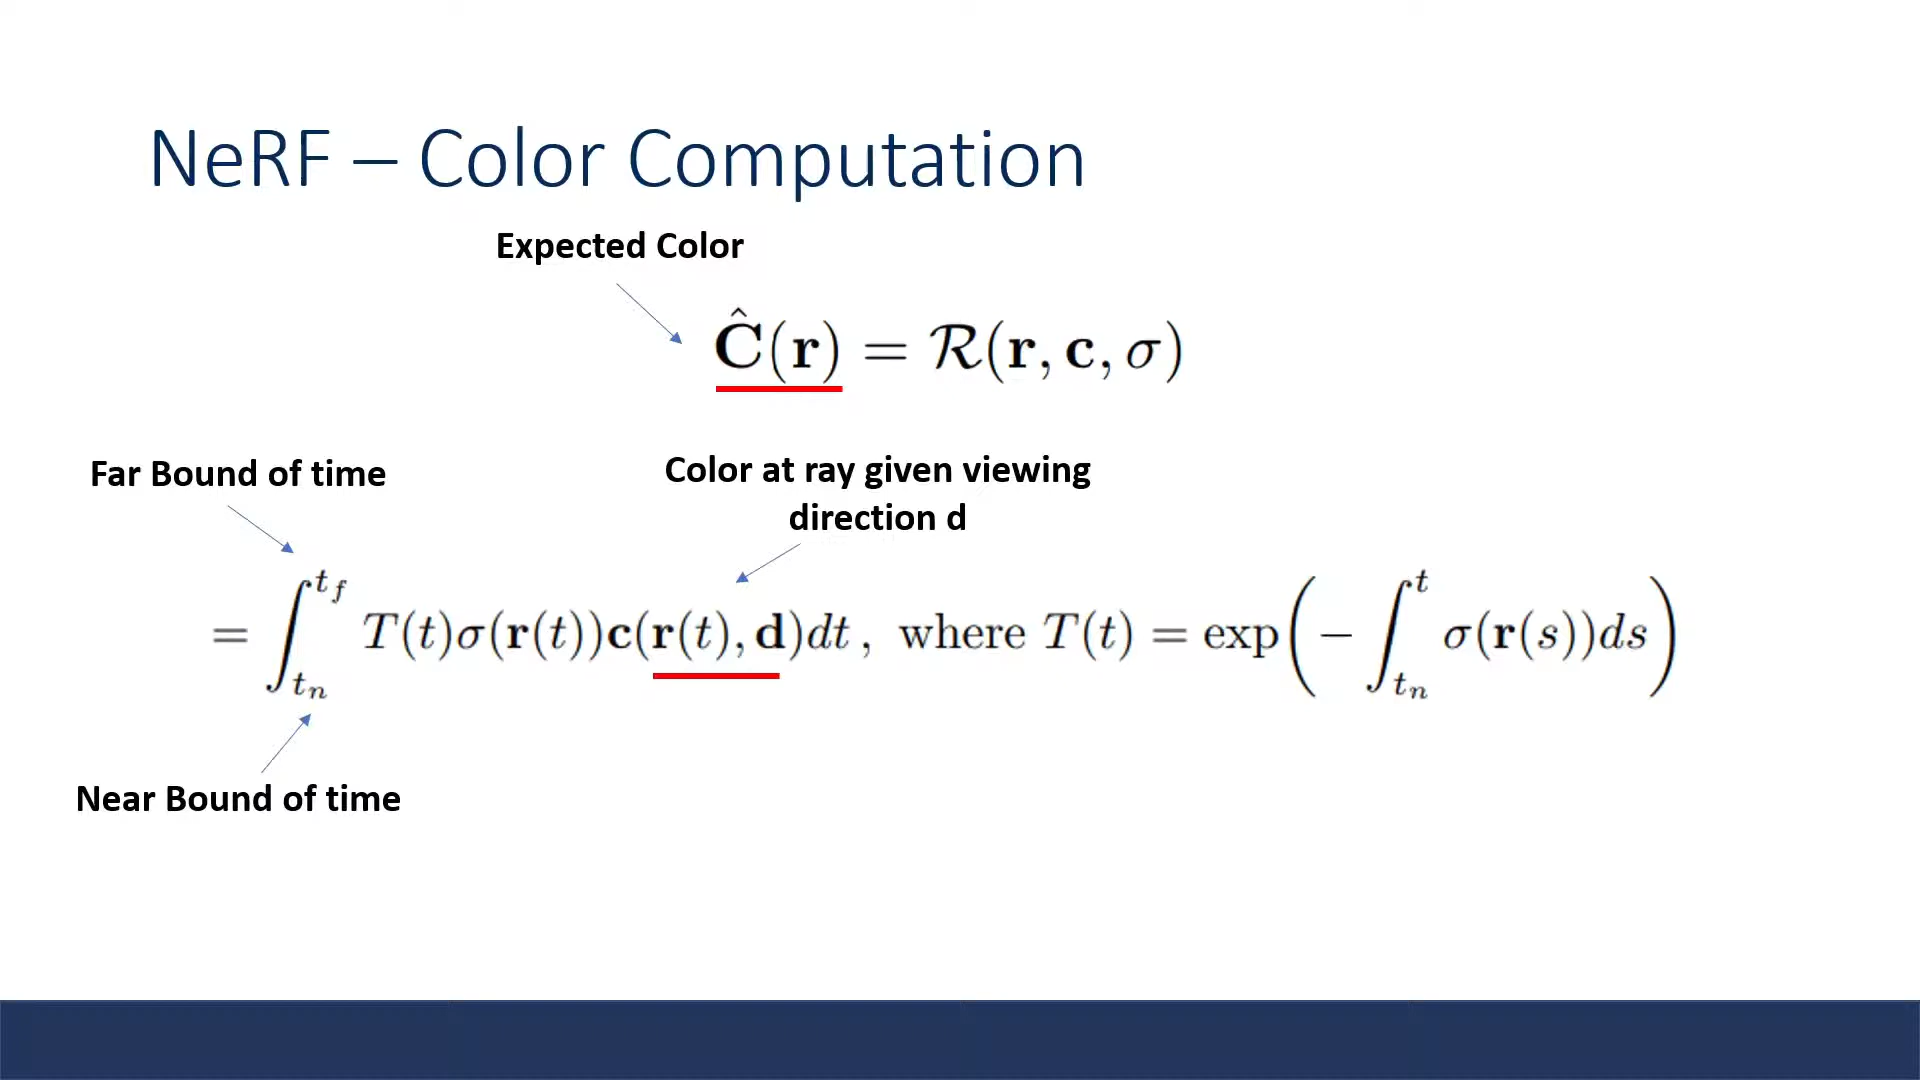 NeRF – Color Computation
Expected Color
Ĉ(r) = R(r, c, σ)
Far Bound of time
Color at ray given viewing
direction d
= ∫_{t_n}^{t_f} T(t)σ(r(t))c(r(t), d)dt , where T(t) = exp(−∫_{t_n}^{t} σ(r(s))ds)
Near Bound of time